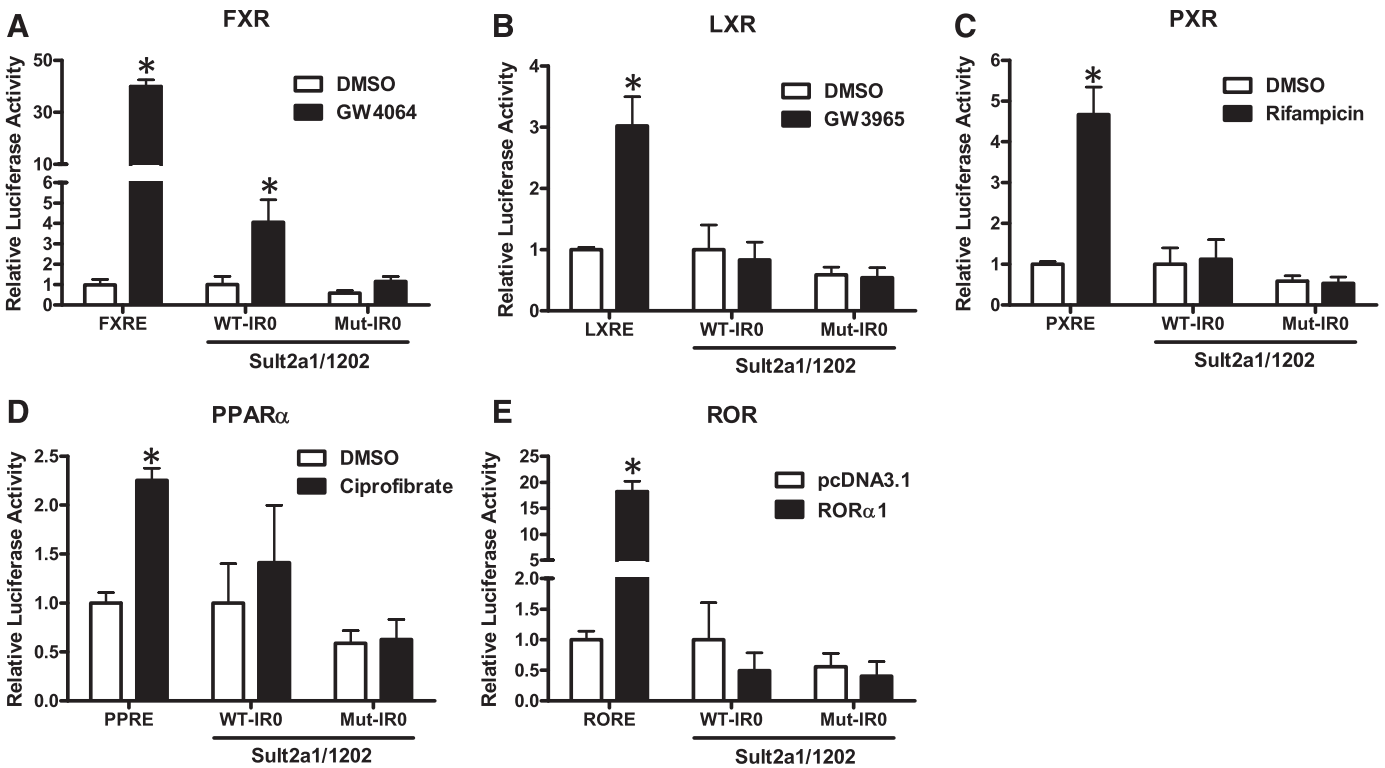 A
FXR
Relative Luciferase Activity
50
30
10
6
5
4
3
2
1
0
*
*
DMSO
GW4064
FXRE WT-IR0 Mut-IR0
Sult2a1/1202
B
LXR
Relative Luciferase Activity
4
3
2
1
0
*
DMSO
GW3965
LXRE WT-IR0 Mut-IR0
Sult2a1/1202
C
PXR
Relative Luciferase Activity
6
5
4
3
2
1
0
*
DMSO
Rifampicin
PXRE WT-IR0 Mut-IR0
Sult2a1/1202
D
PPARα
Relative Luciferase Activity
2.5
2.0
1.5
1.0
0.5
0.0
*
DMSO
Ciprofibrate
PPRE WT-IR0 Mut-IR0
Sult2a1/1202
E
ROR
Relative Luciferase Activity
25
20
15
10
5
2.0
1.5
1.0
0.5
0.0
*
pcDNA3.1
RORα1
RORE WT-IR0 Mut-IR0
Sult2a1/1202